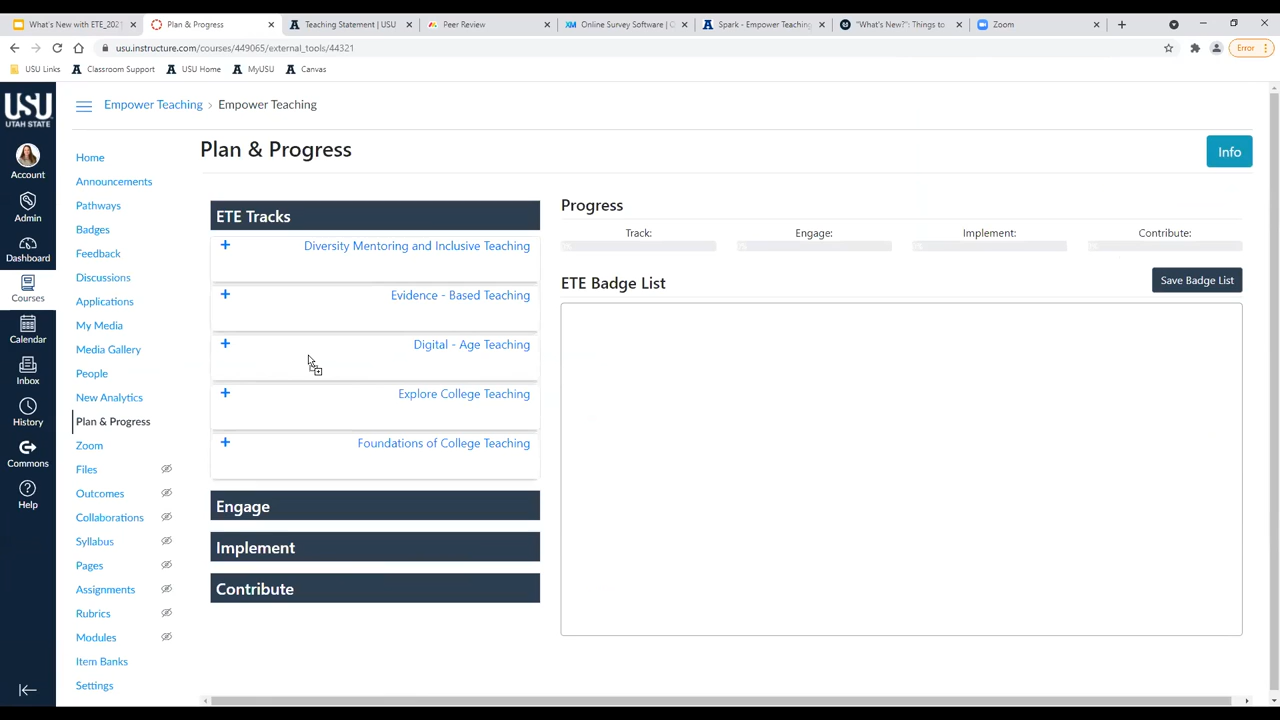 What's New with ETE_202
Plan & Progress
Teaching Statement | USU
Peer Review
Online Survey Software | Q
Spark - Empower Teaching
"What's New?": Things to
Zoom
usu.instructure.com/courses/449065/external_tools/44321
Error
USU Links
Classroom Support
USU Home
MyUSU
Canvas
USU
UTAH STATE
Account
Admin
Dashboard
Courses
Calendar
Inbox
History
Commons
Help
Empower Teaching > Empower Teaching
Home
Announcements
Pathways
Badges
Feedback
Discussions
Applications
My Media
Media Gallery
People
New Analytics
Plan & Progress
Zoom
Files
Outcomes
Collaborations
Syllabus
Pages
Assignments
Rubrics
Modules
Item Banks
Settings
Plan & Progress
Info
ETE Tracks
+ Diversity Mentoring and Inclusive Teaching
+ Evidence - Based Teaching
+ Digital - Age Teaching
+ Explore College Teaching
+ Foundations of College Teaching
Engage
Implement
Contribute
Progress
Track:
Engage:
Implement:
Contribute:
ETE Badge List
Save Badge List